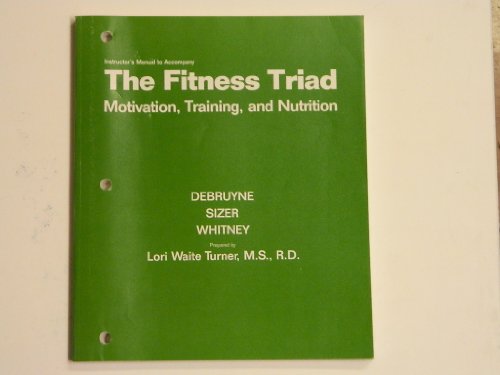 Instructor's Manual to Accompany
The Fitness Triad
Motivation, Training, and Nutrition
DEBRUYNE
SIZER
WHITNEY
Prepared by
Lori Waite Turner, M.S., R.D.